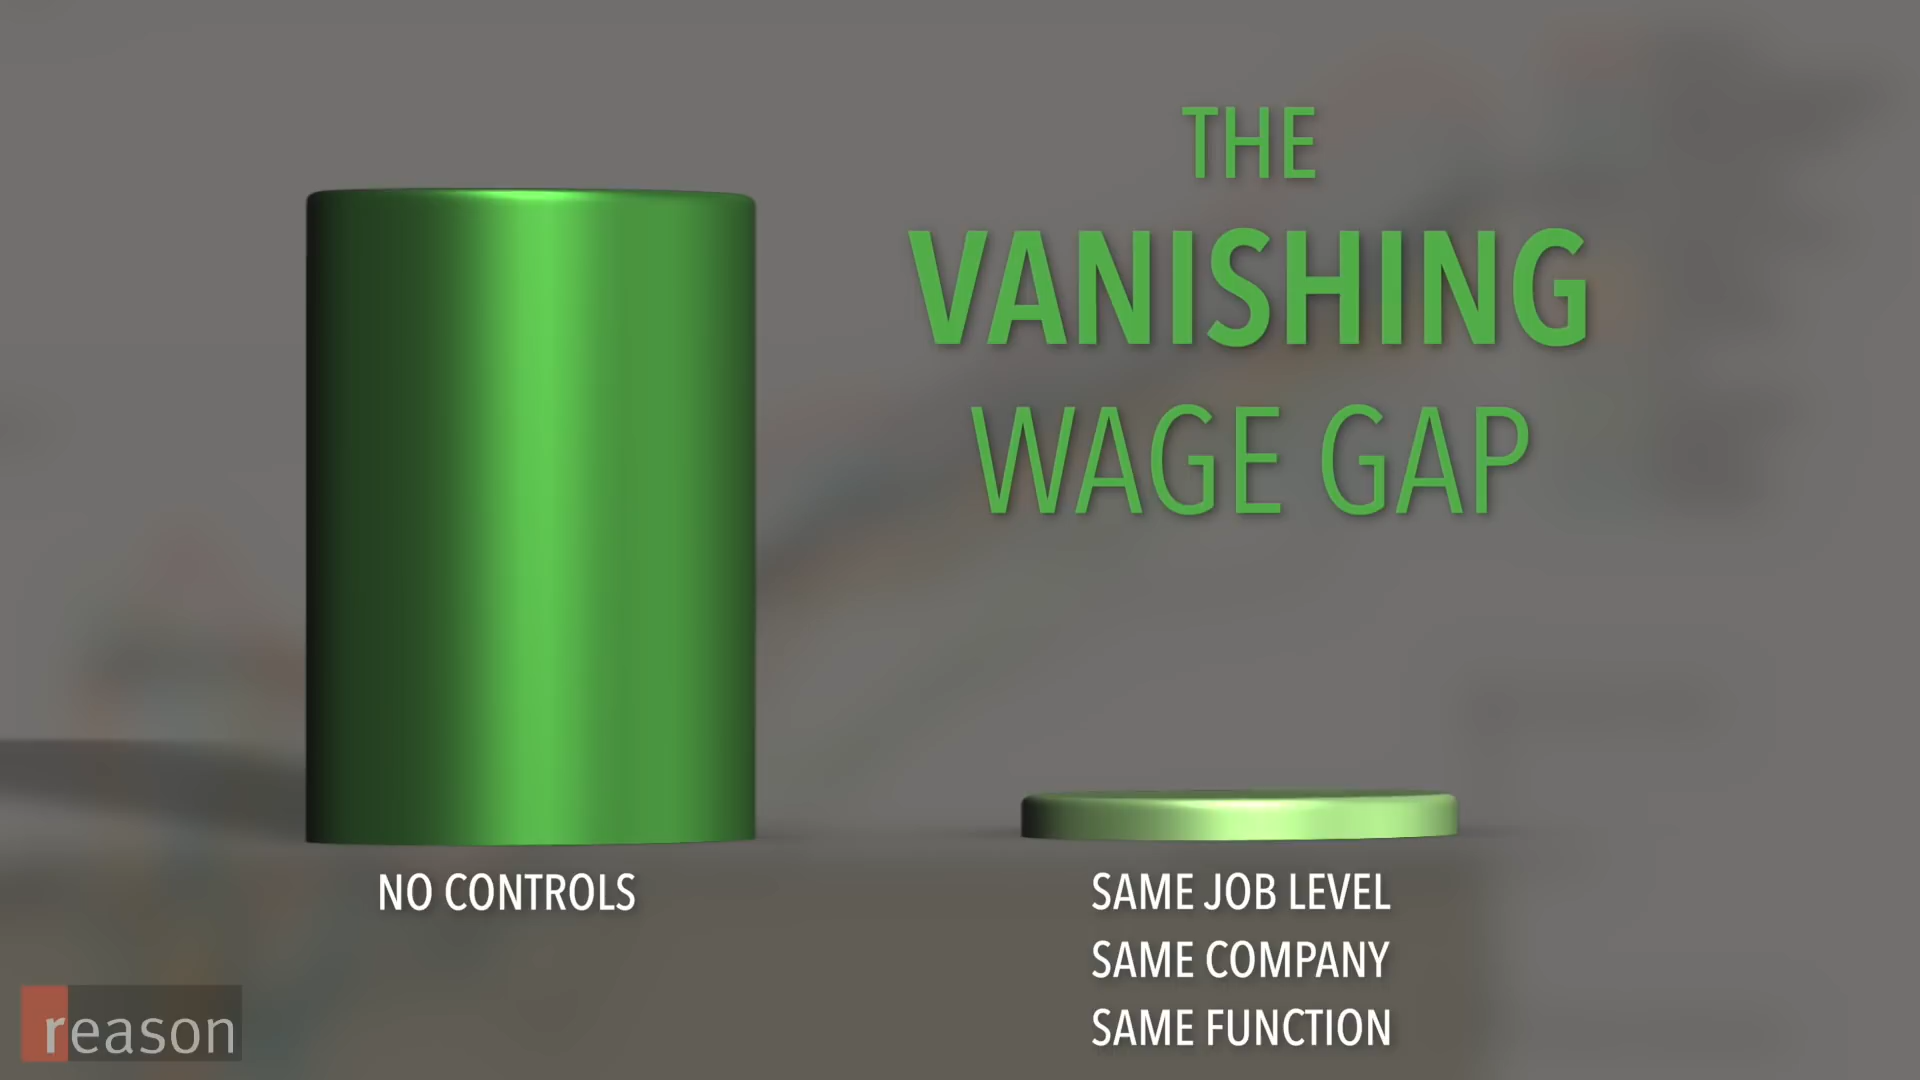 THE
VANISHING
WAGE GAP
NO CONTROLS
SAME JOB LEVEL
SAME COMPANY
SAME FUNCTION
reason